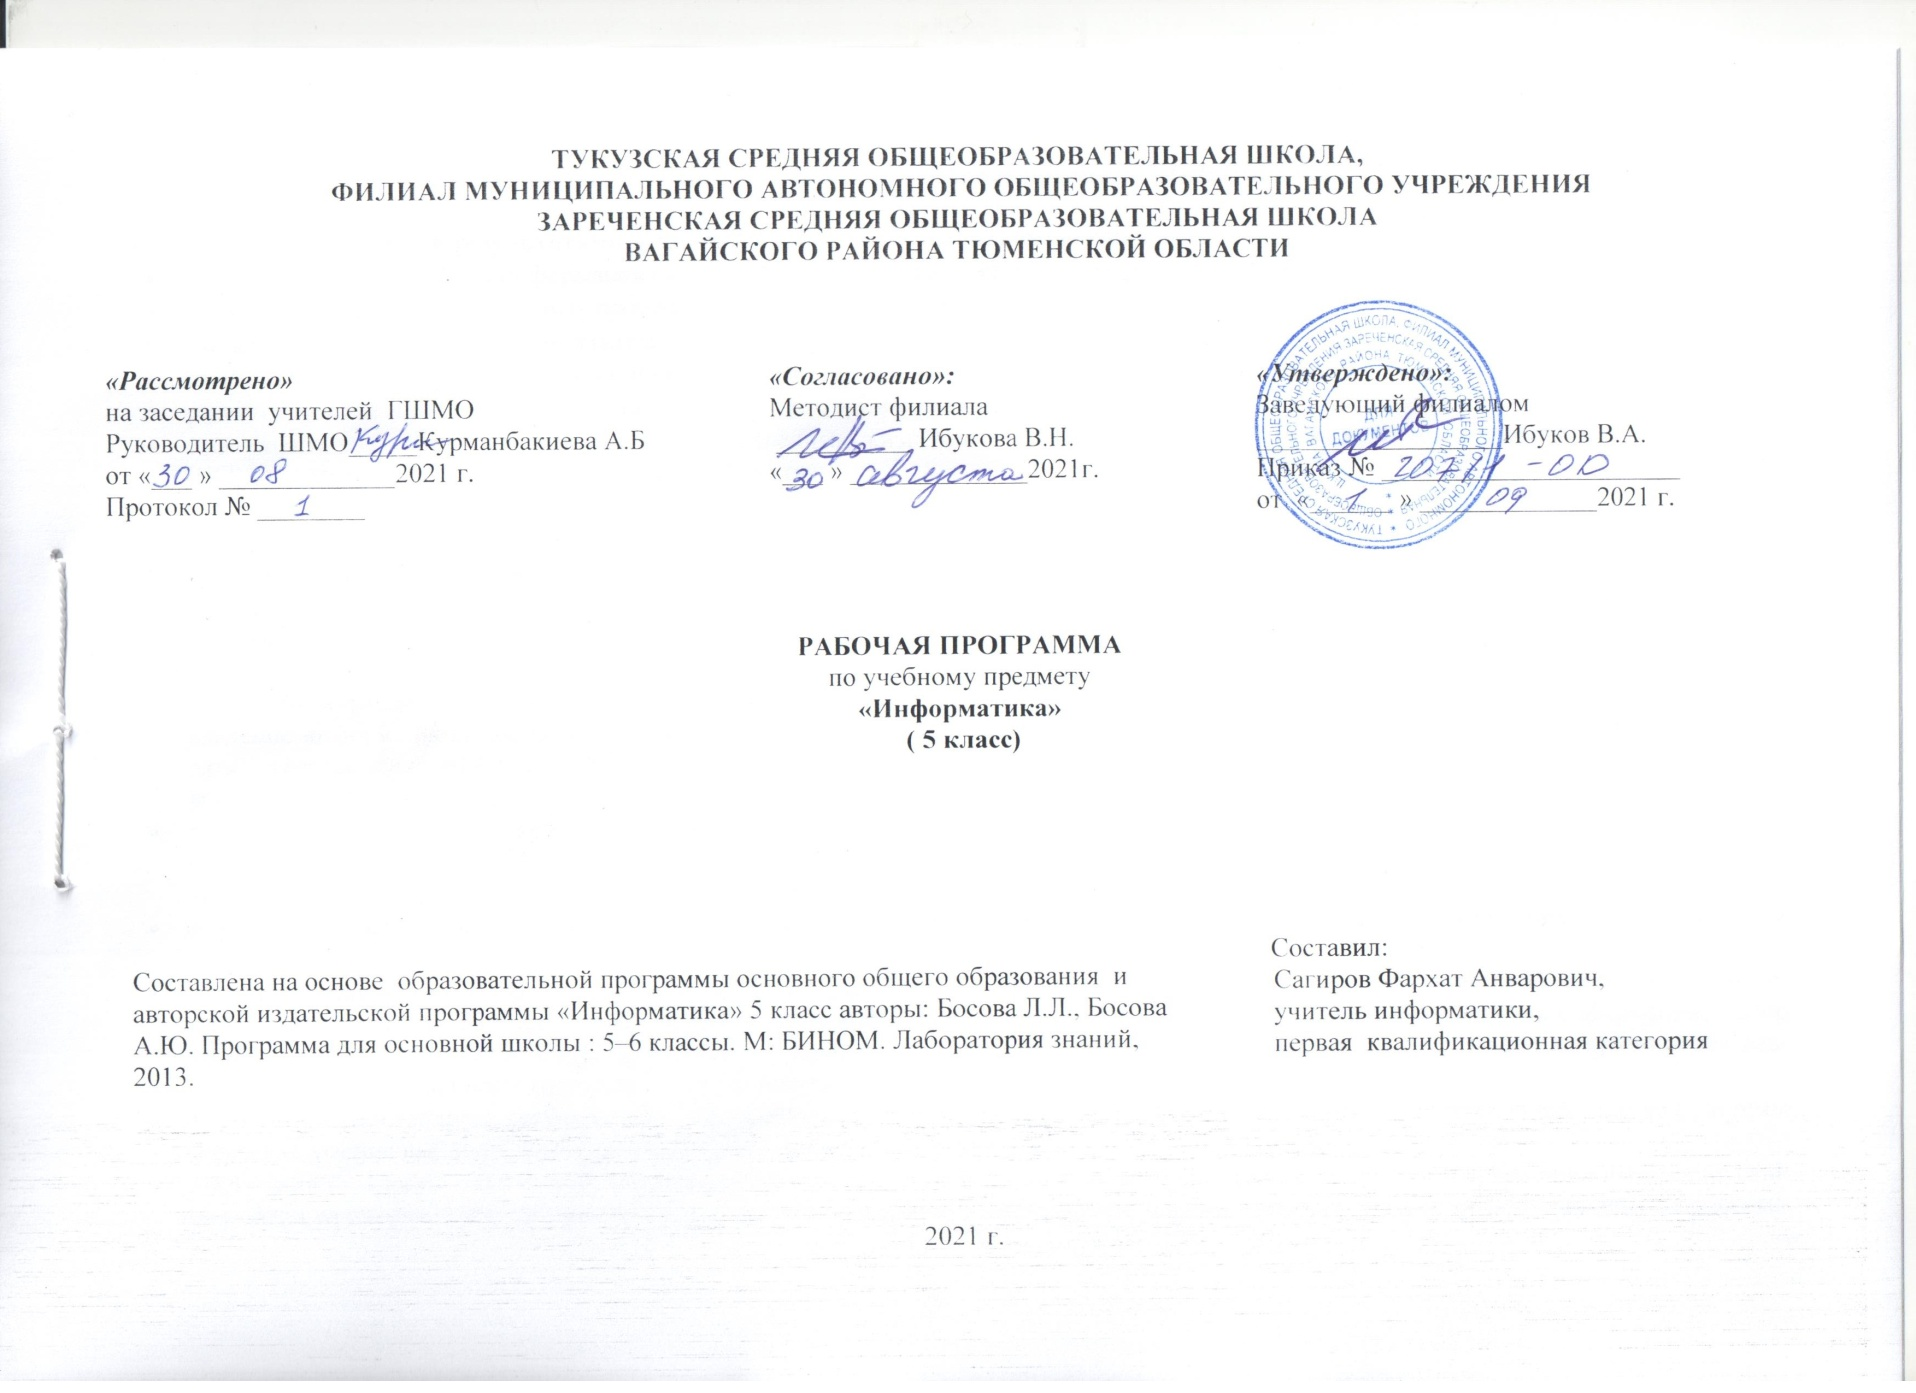 ТУКУЗСКАЯ СРЕДНЯЯ ОБЩЕОБРАЗОВАТЕЛЬНАЯ ШКОЛА,
ФИЛИАЛ МУНИЦИПАЛЬНОГО АВТОНОМНОГО ОБЩЕОБРАЗОВАТЕЛЬНОГО УЧРЕЖДЕНИЯ
ЗАРЕЧЕНСКАЯ СРЕДНЯЯ ОБЩЕОБРАЗОВАТЕЛЬНАЯ ШКОЛА
ВАГАЙСКОГО РАЙОНА ТЮМЕНСКОЙ ОБЛАСТИ
«Рассмотрено»
на заседании учителей ГШМО
Руководитель ШМО Курманбакиева А.Б
от «30 » 08 2021 г.
Протокол № 1
«Согласовано»:
Методист филиала
Ибукова В.Н.
« 30 » августа 2021г.
«Утверждено»:
Заведующий филиалом
Ибуков В.А.
Приказ № -ОД
от « 1 » 09 2021 г.
ДЛЯ
ДОКУМЕНТОВ
РАБОЧАЯ ПРОГРАММА
по учебному предмету
«Информатика»
( 5 класс)
Составлена на основе образовательной программы основного общего образования и
авторской издательской программы «Информатика» 5 класс авторы: Босова Л.Л., Босова
А.Ю. Программа для основной школы : 5–6 классы. М: БИНОМ. Лаборатория знаний,
2013.
Составил:
Сагиров Фархат Анварович,
учитель информатики,
первая квалификационная категория
2021 г.